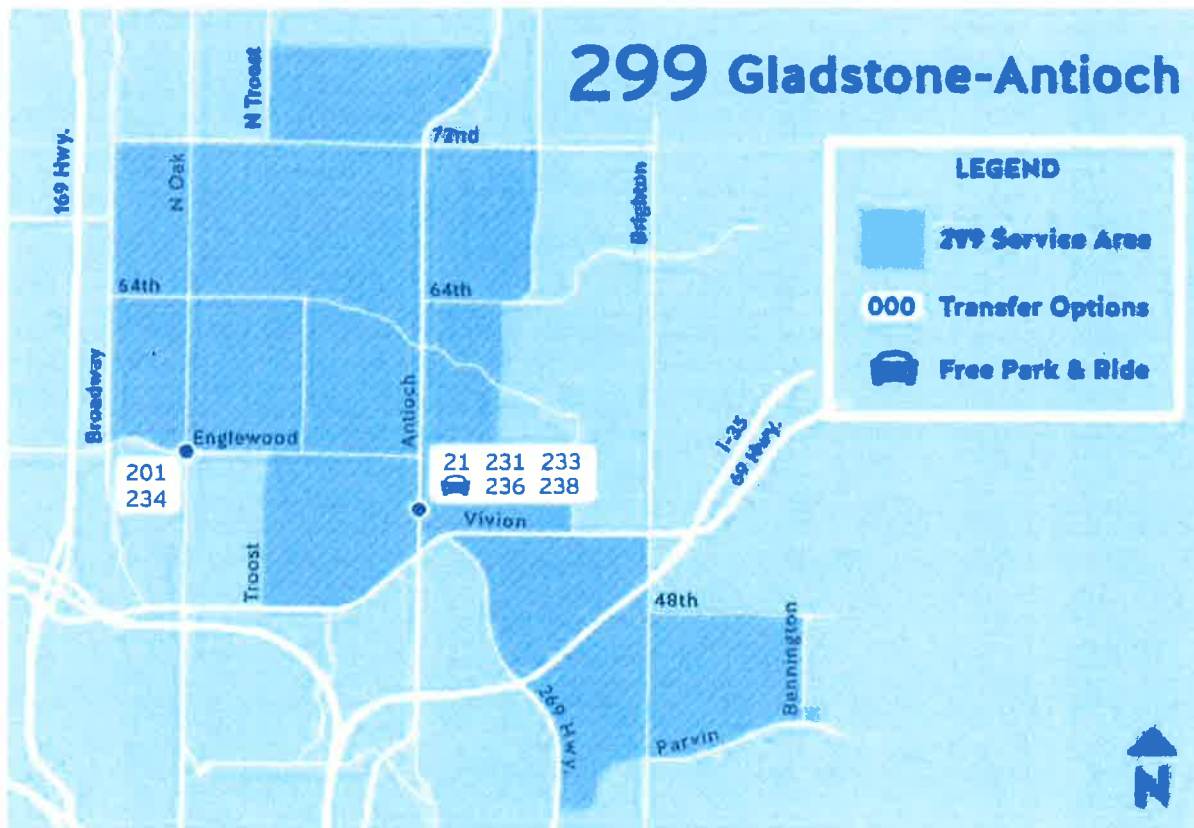 299 Gladstone-Antioch
N Troost
169 Hwy.
N Oak
72nd
Brighton
LEGEND
299 Service Area
000 Transfer Options
Free Park & Ride
64th
64th
Broadway
Antioch
Englewood
I-35
69 Hwy.
201
234
21 231 233
236 238
Vivion
Troost
48th
Bennington
269 Hwy.
Parvin
N